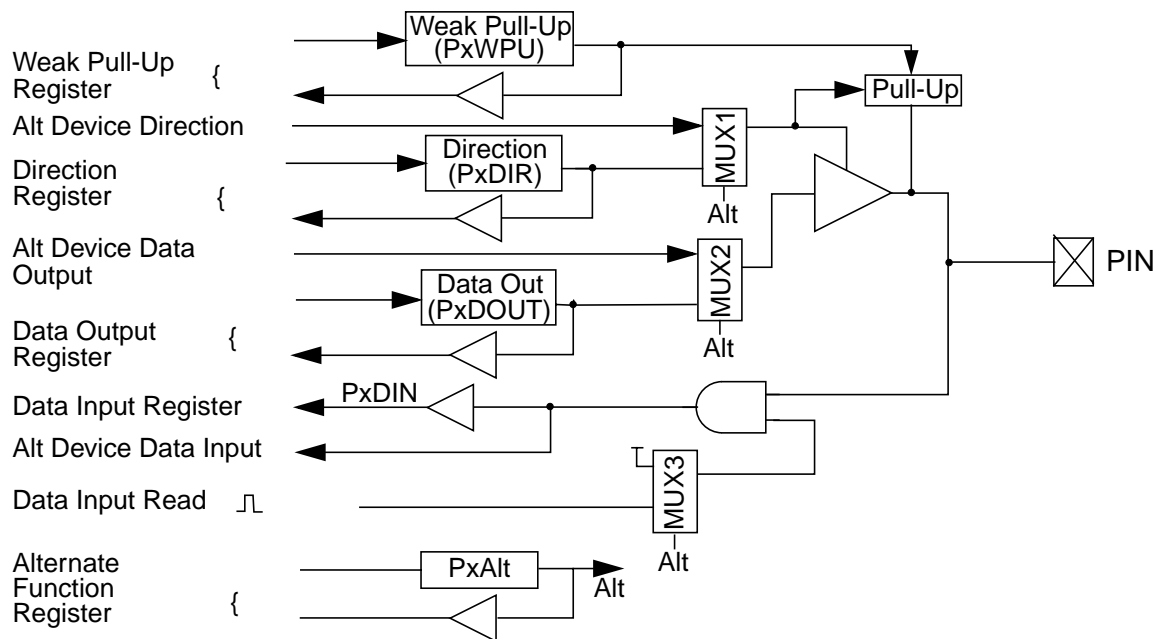 Weak Pull-Up
(PxWPU)
Weak Pull-Up {
Register
Pull-Up
Alt Device Direction
MUX1
Direction
(PxDIR)
Direction
Register {
Alt
Alt Device Data
Output
MUX2
PIN
Data Out
(PxDOUT)
Data Output {
Register
Alt
PxDIN
Data Input Register
Alt Device Data Input
MUX3
Data Input Read
Alt
Alternate
Function
Register {
PxAlt
Alt